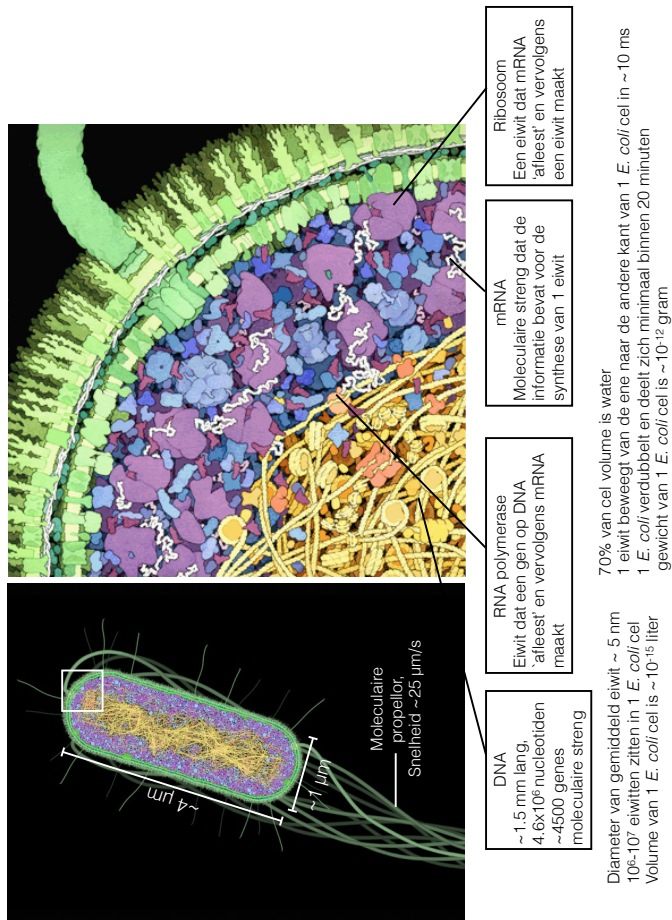 ~4 µm
~1 µm
Moleculaire
propellor,
Snelheid ~25 µm/s
DNA
~1.5 mm lang,
4.6x10⁶ nucleotiden
~4500 genes
moleculaire streng
RNA polymerase
Eiwit dat een gen op DNA
`afleest’ en vervolgens mRNA
maakt
mRNA
Moleculaire streng dat de
informatie bevat voor de
synthese van 1 eiwit
Ribosoom
Een eiwit dat mRNA
‘afleest’ en vervolgens
een eiwit maakt
Diameter van gemiddeld eiwit ~ 5 nm
10⁶-10⁷ eiwitten zitten in 1 E. coli cel
Volume van 1 E. coli cel is ~10⁻¹⁵ liter
70% van cel volume is water
1 eiwit beweegt van de ene naar de andere kant van 1 E. coli cel in ~10 ms
1 E. coli verdubbelt en deelt zich minimaal binnen 20 minuten
gewicht van 1 E. coli cel is ~10⁻¹² gram